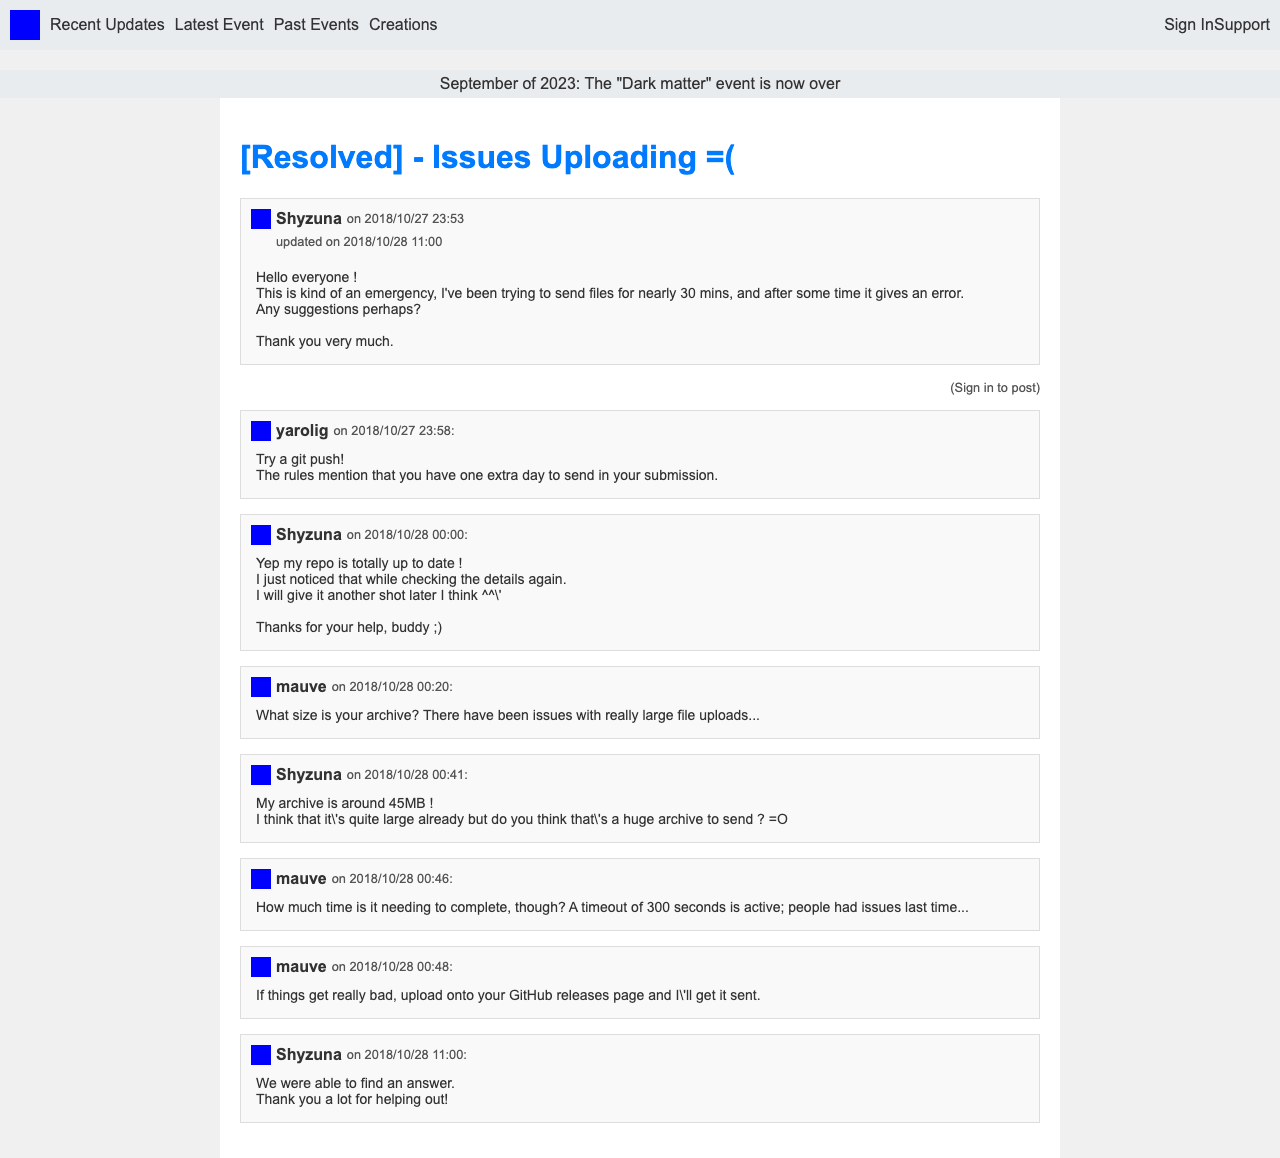 Recent Updates Latest Event Past Events Creations Sign InSupport
September of 2023: The "Dark matter" event is now over
[Resolved] - Issues Uploading =(
Shyzuna on 2018/10/27 23:53
updated on 2018/10/28 11:00
Hello everyone !
This is kind of an emergency, I've been trying to send files for nearly 30 mins, and after some time it gives an error.
Any suggestions perhaps?
Thank you very much.
(Sign in to post)
yarolig on 2018/10/27 23:58:
Try a git push!
The rules mention that you have one extra day to send in your submission.
Shyzuna on 2018/10/28 00:00:
Yep my repo is totally up to date !
I just noticed that while checking the details again.
I will give it another shot later I think ^^\'
Thanks for your help, buddy ;)
mauve on 2018/10/28 00:20:
What size is your archive? There have been issues with really large file uploads...
Shyzuna on 2018/10/28 00:41:
My archive is around 45MB !
I think that it\'s quite large already but do you think that\'s a huge archive to send ? =O
mauve on 2018/10/28 00:46:
How much time is it needing to complete, though? A timeout of 300 seconds is active; people had issues last time...
mauve on 2018/10/28 00:48:
If things get really bad, upload onto your GitHub releases page and I\'ll get it sent.
Shyzuna on 2018/10/28 11:00:
We were able to find an answer.
Thank you a lot for helping out!